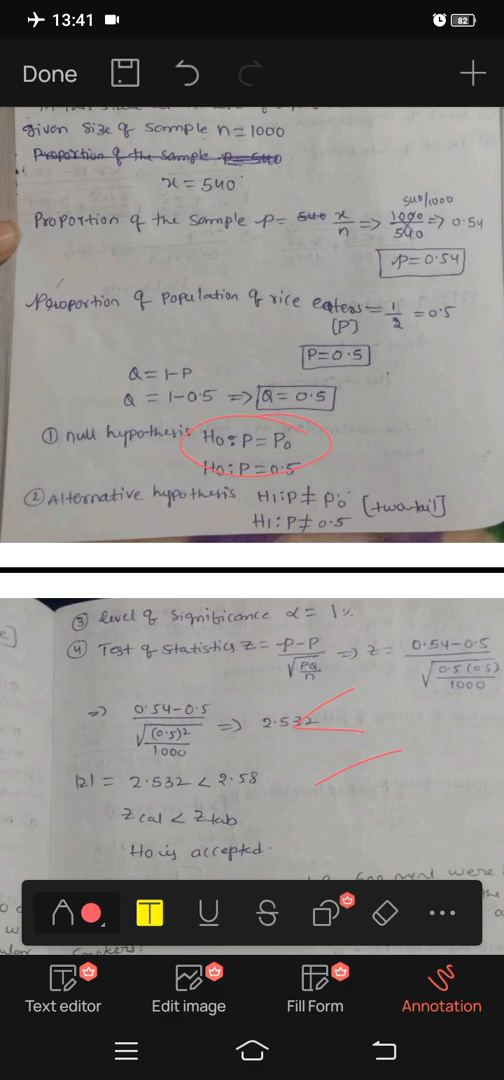 13:41
82
Done
given size of sample n=1000
Proportion of the sample p= 540
x = 540
540/1000
Proportion of the sample p= 540 x/n => 1000/540 => 0.54
p=0.54
Proportion of population of rice eaters = 1/2 = 0.5
[P]
P=0.5
Q = 1-P
Q = 1-0.5 => Q = 0.5
① null hypothesis H0: P = P0
H0: P = 0.5
② Alternative hypothesis H1: P ≠ P0 [two tail]
H1: P ≠ 0.5
③ level of significance α = 1%
④ Test of statistics z = p-P/√PQ/n => z = 0.54-0.5/√0.5(0.5)/1000
=> 0.54-0.5/√(0.5)²/1000 => 2.532
|z| = 2.532 < 2.58
Z cal < Z tab
H0 is accepted.
ment were
the
T U S
Text editor Edit image Fill Form Annotation